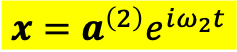 𝒙 = 𝒂⁽²⁾𝑒^{𝑖𝜔₂𝑡}